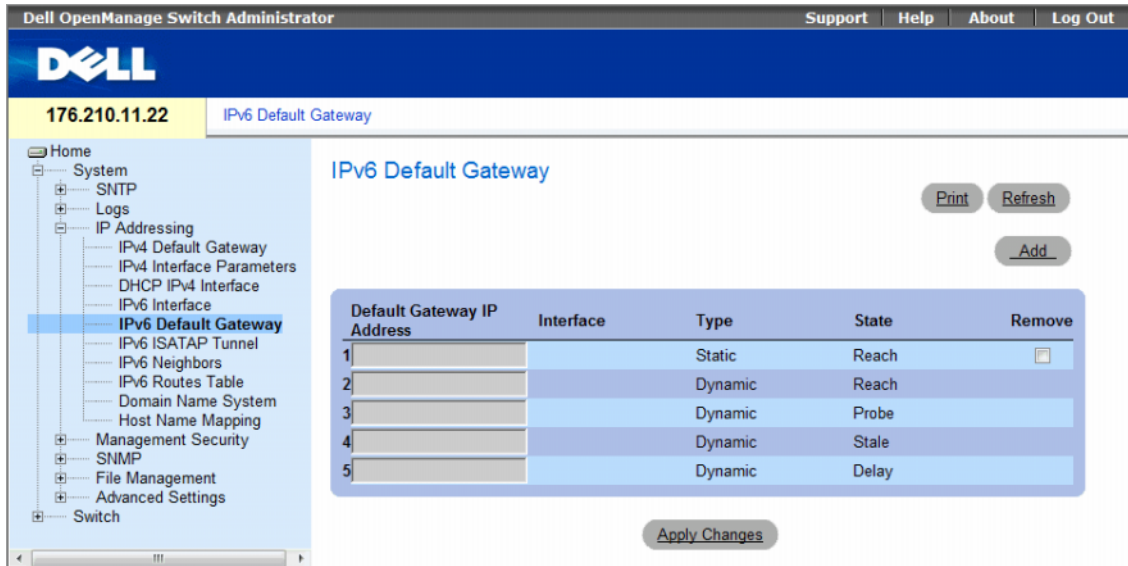 Dell OpenManage Switch Administrator
Support Help About Log Out
DELL
176.210.11.22
IPv6 Default Gateway
Home
System
SNTP
Logs
IP Addressing
IPv4 Default Gateway
IPv4 Interface Parameters
DHCP IPv4 Interface
IPv6 Interface
IPv6 Default Gateway
IPv6 ISATAP Tunnel
IPv6 Neighbors
IPv6 Routes Table
Domain Name System
Host Name Mapping
Management Security
SNMP
File Management
Advanced Settings
Switch
IPv6 Default Gateway
Print Refresh
Add
Default Gateway IP Address Interface Type State Remove
1 Static Reach
2 Dynamic Reach
3 Dynamic Probe
4 Dynamic Stale
5 Dynamic Delay
Apply Changes